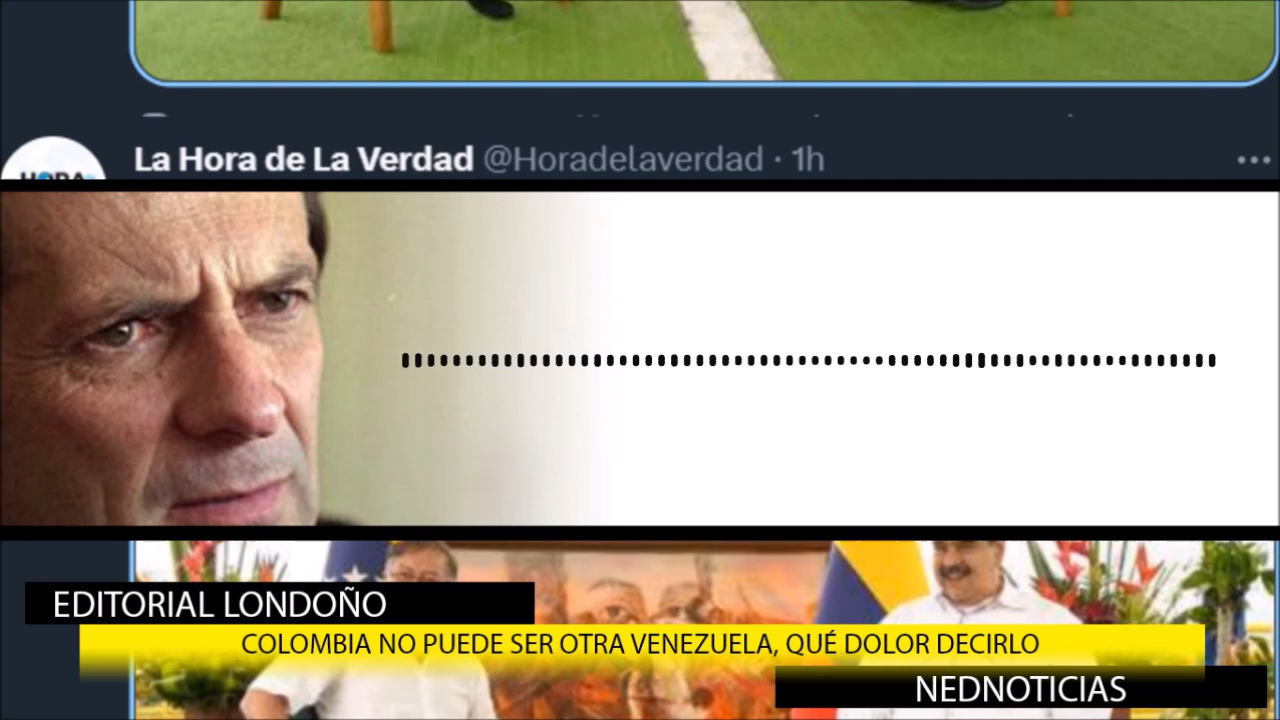 La Hora de La Verdad @Horadelaverdad · 1h
HORA
EDITORIAL LONDOÑO
COLOMBIA NO PUEDE SER OTRA VENEZUELA, QUÉ DOLOR DECIRLO
NEDNOTICIAS